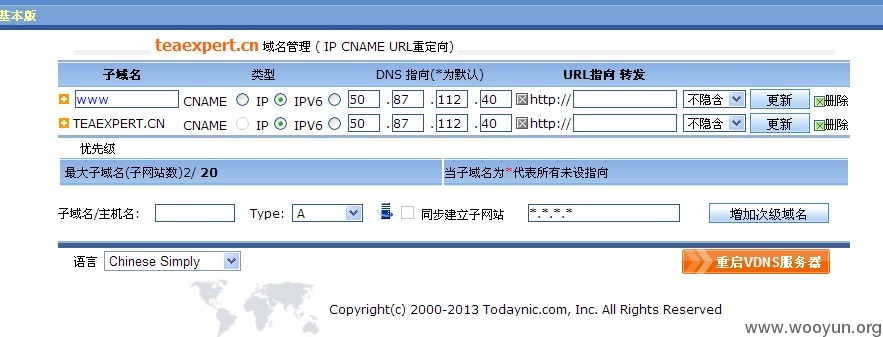 基本版
teaexpert.cn 域名管理 ( IP CNAME URL重定向)
子域名 类型 DNS 指向(*为默认) URL指向 转发
www CNAME IP IPV6 50 .87 .112 .40 http:// 不隐含 更新 删除
TEAEXPERT.CN CNAME IP IPV6 50 .87 .112 .40 http:// 不隐含 更新 删除
优先级
最大子域名(子网站数)2/ 20 当子域名为*代表所有未设指向
子域名/主机名: Type: A 同步建立子网站 *.*.*.* 增加次级域名
语言 Chinese Simply 重启VDNS服务器
Copyright(c) 2000-2013 Todaynic.com, Inc. All Rights Reserved
www.wooyun.org